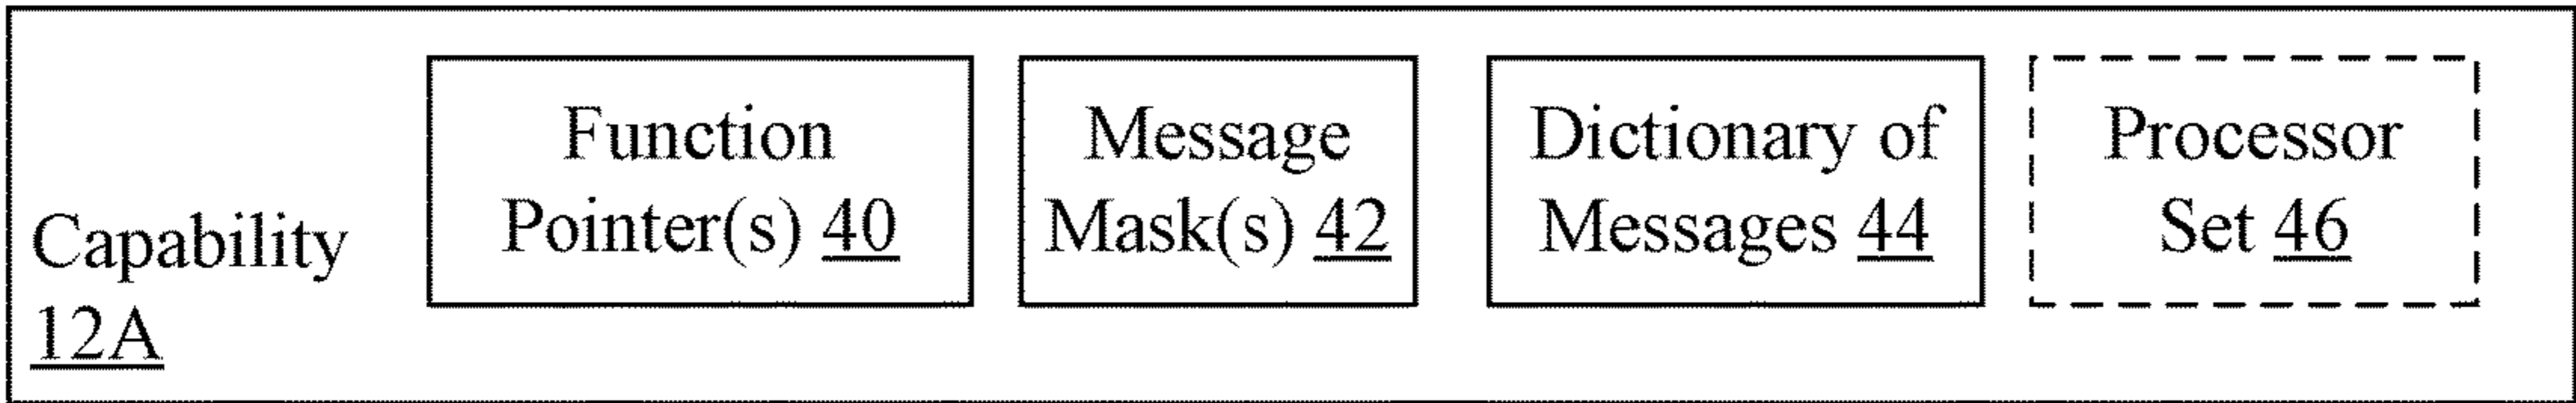 Capability
12A
Function
Pointer(s) 40
Message
Mask(s) 42
Dictionary of
Messages 44
Processor
Set 46